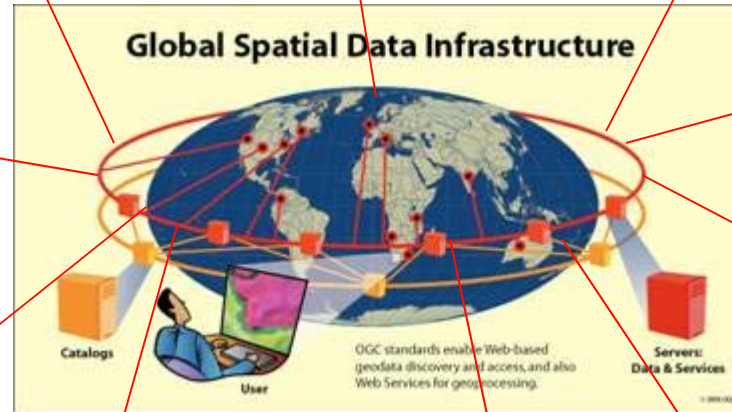 Global Spatial Data Infrastructure
Catalogs
User
OGC standards enable Web-based
geodata discovery and access, and also
Web Services for geoprocessing.
Servers:
Data & Services